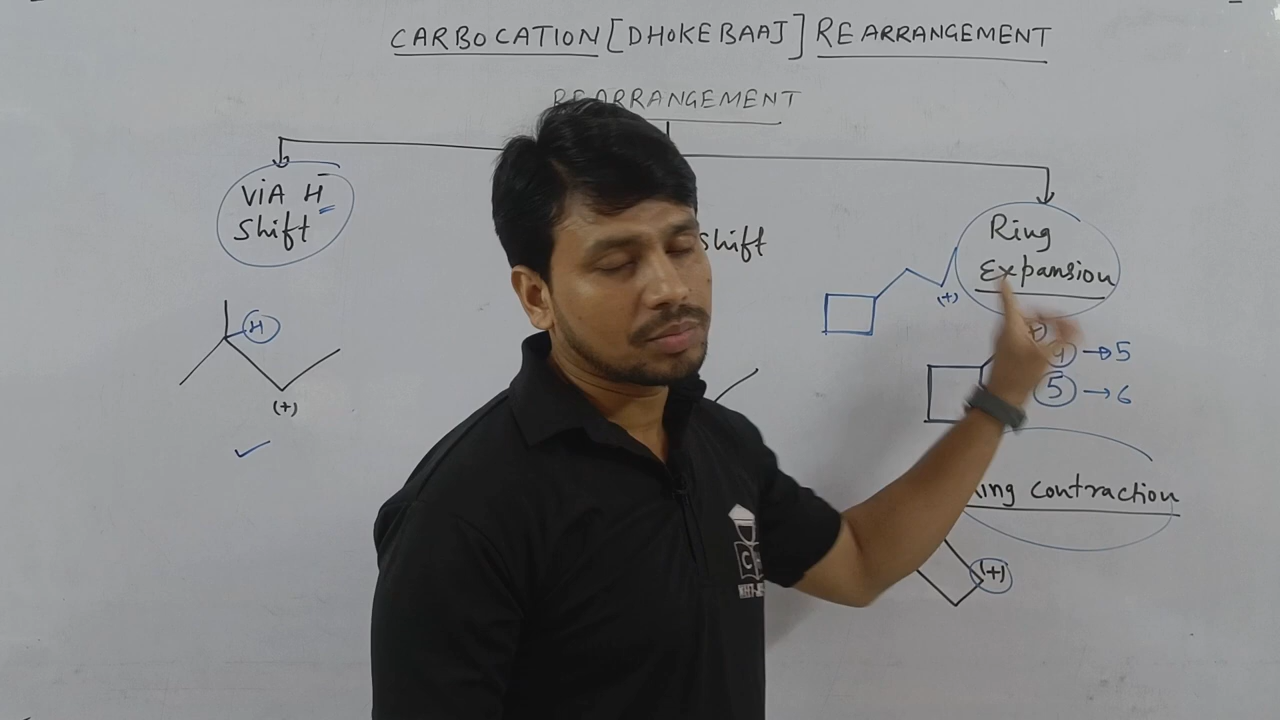 CARBOCATION [DHOKEBAAJ] REARRANGEMENT
REARRANGEMENT
VIA H̄
Shift
shift
Ring
Expansion
(+)
(+)
4 → 5
5 → 6
Ring contraction
(+)
H
(+)